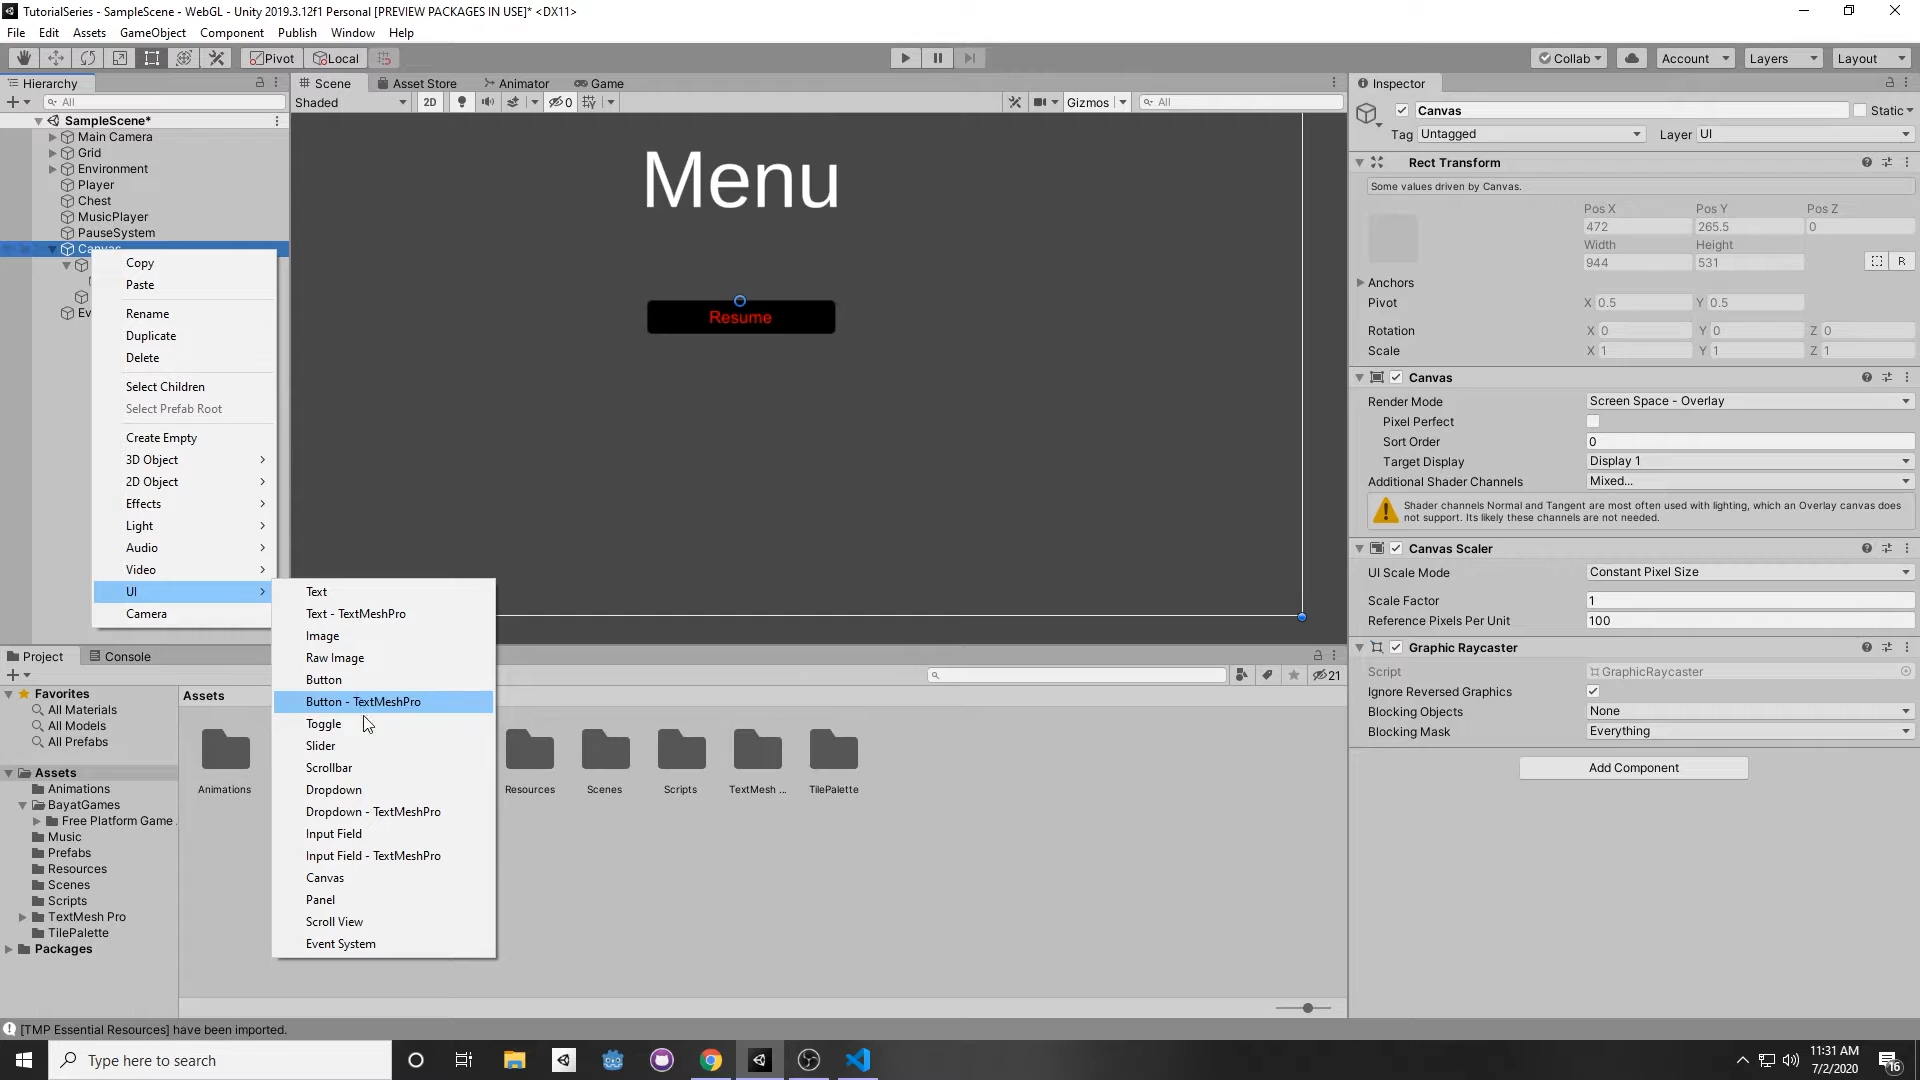 TutorialSeries - SampleScene - WebGL - Unity 2019.3.12f1 Personal [PREVIEW PACKAGES IN USE]* <DX11>
File Edit Assets GameObject Component Window Help
Pivot Local Collab Account Layers Layout
Hierarchy
All
SampleScene*
Main Camera
Grid
Environment
Player
Chest
MusicPlayer
PauseSystem
Canvas
Copy
Paste
Rename
Duplicate
Delete
Select Children
Select Prefab Root
Create Empty
3D Object
2D Object
Effects
Light
Audio
Video
UI
Camera
Text
Text - TextMeshPro
Image
Raw Image
Button
Button - TextMeshPro
Toggle
Slider
Scrollbar
Dropdown
Dropdown - TextMeshPro
Input Field
Input Field - TextMeshPro
Canvas
Panel
Scroll View
Event System
Scene Asset Store Animator Game
Shaded 2D 0 Gizmos All
Menu
Resume
Inspector
Canvas Static
Tag Untagged Layer UI
Rect Transform
Some values driven by Canvas.
Pos X Pos Y Pos Z
472 265.5 0
Width Height
944 531 R
Anchors
Pivot X 0.5 Y 0.5
Rotation X 0 Y 0 Z 0
Scale X 1 Y 1 Z 1
Canvas
Render Mode Screen Space - Overlay
Pixel Perfect
Sort Order 0
Target Display Display 1
Additional Shader Channels Mixed...
Shader channels Normal and Tangent are most often used with lighting, which an Overlay canvas does
not support. Its likely these channels are not needed.
Canvas Scaler
UI Scale Mode Constant Pixel Size
Scale Factor 1
Reference Pixels Per Unit 100
Graphic Raycaster
Script GraphicRaycaster
Ignore Reversed Graphics
Blocking Objects None
Blocking Mask Everything
Add Component
Project Console
21
Favorites
All Materials
All Models
All Prefabs
Assets
Animations
BayatGames
Free Platform Game
Music
Prefabs
Resources
Scenes
Scripts
TextMesh Pro
TilePalette
Packages
Assets
Animations Resources Scenes Scripts TextMesh ... TilePalette
[TMP Essential Resources] have been imported.
Type here to search
11:31 AM
7/2/2020
16